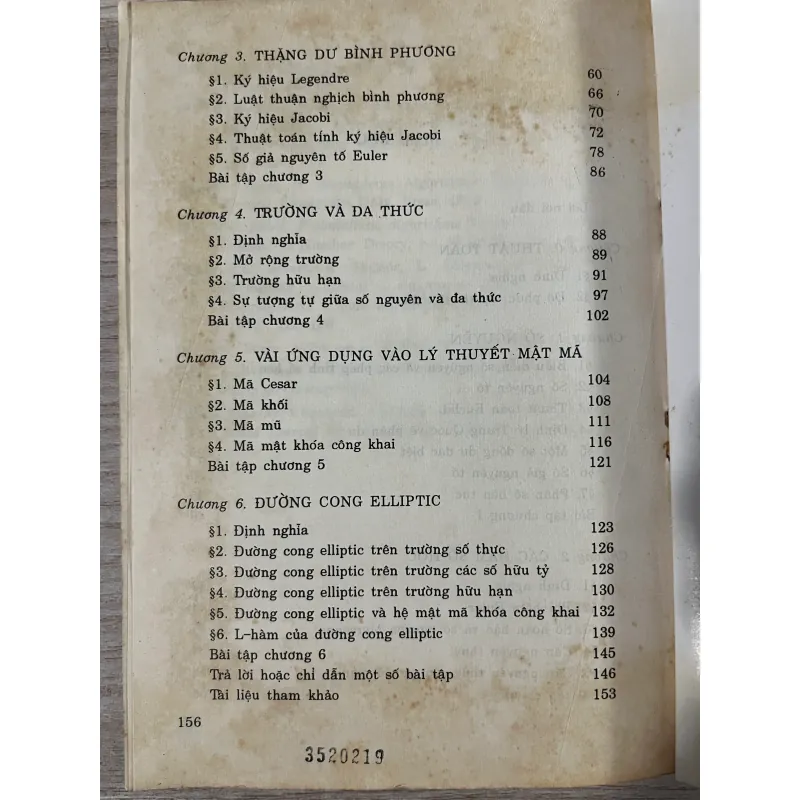 Chương 3. THẶNG DƯ BÌNH PHƯƠNG
§1. Ký hiệu Legendre 60
§2. Luật thuận nghịch bình phương 66
§3. Ký hiệu Jacobi 70
§4. Thuật toán tính ký hiệu Jacobi 72
§5. Số giả nguyên tố Euler 78
Bài tập chương 3 86
Chương 4. TRƯỜNG VÀ ĐA THỨC
§1. Định nghĩa 88
§2. Mở rộng trường 89
§3. Trường hữu hạn 91
§4. Sự tượng tự giữa số nguyên và đa thức 97
Bài tập chương 4 102
Chương 5. VÀI ỨNG DỤNG VÀO LÝ THUYẾT MẬT MÃ
§1. Mã Cesar 104
§2. Mã khối 108
§3. Mã mũ 111
§4. Mã mật khóa công khai 116
Bài tập chương 5 121
Chương 6. ĐƯỜNG CONG ELLIPTIC
§1. Định nghĩa 123
§2. Đường cong elliptic trên trường số thực 126
§3. Đường cong elliptic trên trường các số hữu tỷ 128
§4. Đường cong elliptic trên trường hữu hạn 130
§5. Đường cong elliptic và hệ mật mã khóa công khai 132
§6. L-hàm của đường cong elliptic 139
Bài tập chương 6 145
Trả lời hoặc chỉ dẫn một số bài tập 146
Tài liệu tham khảo 153
156
3520219